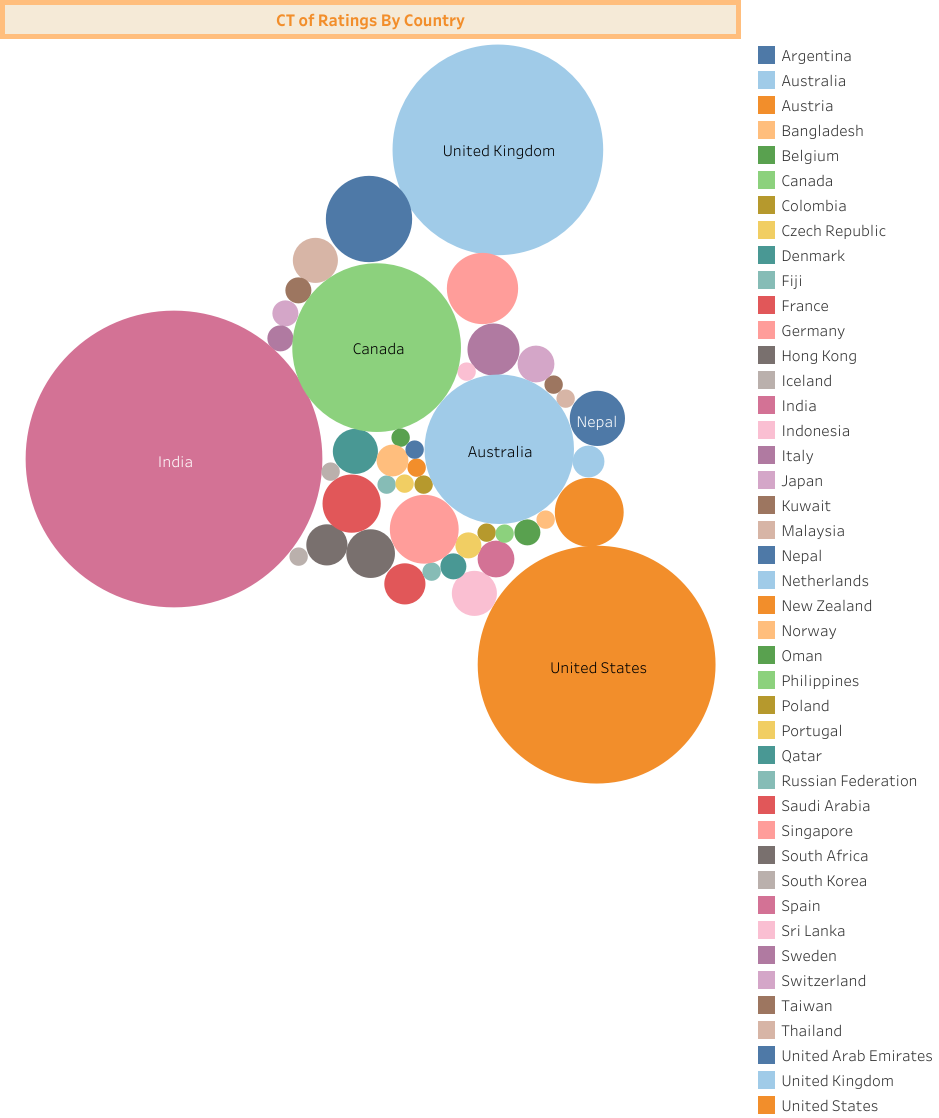 CT of Ratings By Country
United Kingdom
Canada
Nepal
Australia
India
United States
Argentina
Australia
Austria
Bangladesh
Belgium
Canada
Colombia
Czech Republic
Denmark
Fiji
France
Germany
Hong Kong
Iceland
India
Indonesia
Italy
Japan
Kuwait
Malaysia
Nepal
Netherlands
New Zealand
Norway
Oman
Philippines
Poland
Portugal
Qatar
Russian Federation
Saudi Arabia
Singapore
South Africa
South Korea
Spain
Sri Lanka
Sweden
Switzerland
Taiwan
Thailand
United Arab Emirates
United Kingdom
United States